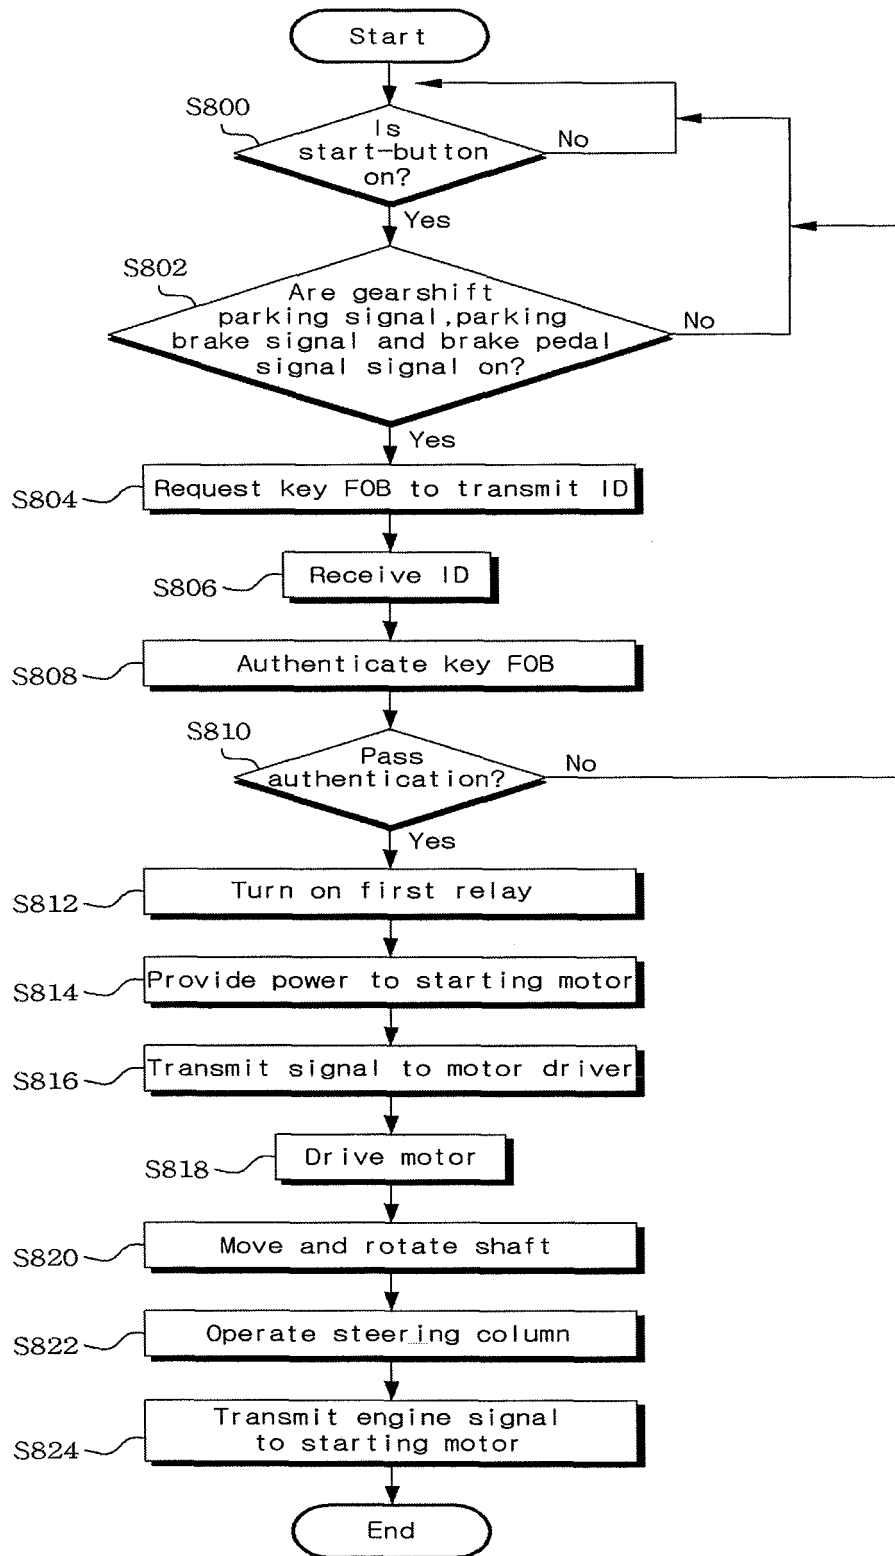 Start
S800
Is
start-button
on?
No
Yes
S802
Are gearshift
parking signal,parking
brake signal and brake pedal
signal signal on?
No
Yes
S804
Request key FOB to transmit ID
S806
Receive ID
S808
Authenticate key FOB
S810
Pass
authentication?
No
Yes
S812
Turn on first relay
S814
Provide power to starting motor
S816
Transmit signal to motor driver
S818
Drive motor
S820
Move and rotate shaft
S822
Operate steering column
S824
Transmit engine signal
to starting motor
End